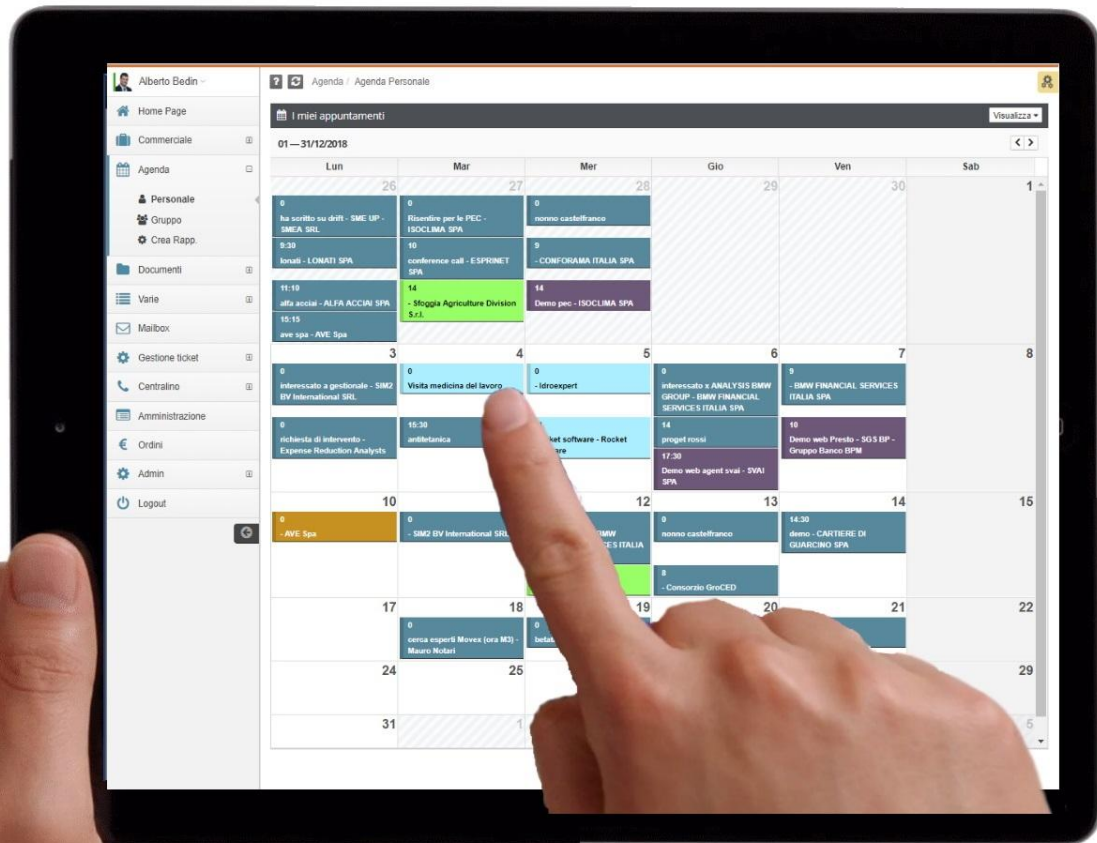 Alberto Bedin
Agenda / Agenda Personale
Home Page
Commerciale
Agenda
Personale
Gruppo
Crea Rapp.
Documenti
Varie
Mailbox
Gestione ticket
Centralino
Amministrazione
Ordini
Admin
Logout
I miei appuntamenti
Visualizza
01—31/12/2018
Lun Mar Mer Gio Ven Sab
26 27 28 29 30 1
0
ha scritto su drift - SME UP -
SMEA SRL
9:30
lonati - LONATI SPA
11:10
alfa acciai - ALFA ACCIAI SPA
15:15
ave spa - AVE Spa
0
Risentire per le PEC -
ISOCLIMA SPA
10
conference call - ESPRINET
SPA
14
- Sfoggia Agriculture Division
S.r.l.
0
nonno castelfranco
9
- CONFORAMA ITALIA SPA
14
Demo pec - ISOCLIMA SPA
3 4 5 6 7 8
0
interessato a gestionale - SIM2
BV International SRL
0
richiesta di intervento -
Expense Reduction Analysts
0
Visita medicina del lavoro
15:30
antitetanica
0
- Idroexpert
software - Rocket
0
interessato x ANALYSIS BMW
GROUP - BMW FINANCIAL
SERVICES ITALIA SPA
14
proget rossi
17:30
Demo web agent svai - SVAI
SPA
9
- BMW FINANCIAL SERVICES
ITALIA SPA
10
Demo web Presto - SGS BP -
Gruppo Banco BPM
10 12 13 14 15
0
- AVE Spa
0
- SIM2 BV International SRL
BMW
ITALIA
0
nonno castelfranco
8
- Consorzio GroCED
14:30
demo - CARTIERE DI
GUARCINO SPA
17 18 19 20 21 22
0
cerca esperti Movex (ora M3) -
Mauro Notari
0
24 25 29
31 1 5